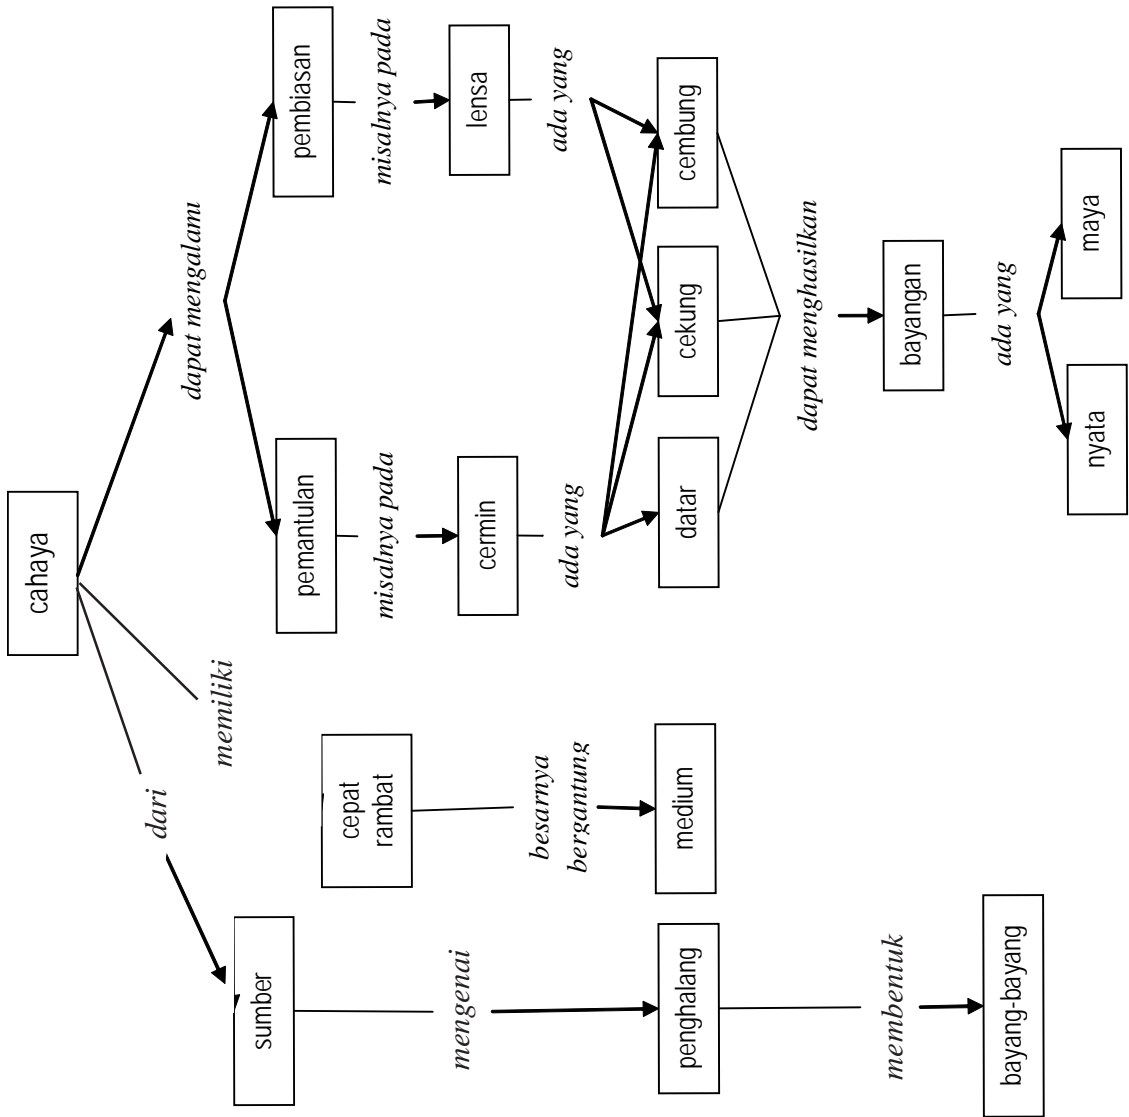 cahaya
dari
memiliki
dapat mengalami
sumber
cepat
rambat
pemantulan
pembiasan
mengenai
besarnya
bergantung
misalnya pada
misalnya pada
cermin
lensa
ada yang
ada yang
penghalang
medium
datar
cekung
cembung
membentuk
dapat menghasilkan
bayang-bayang
bayangan
ada yang
nyata
maya